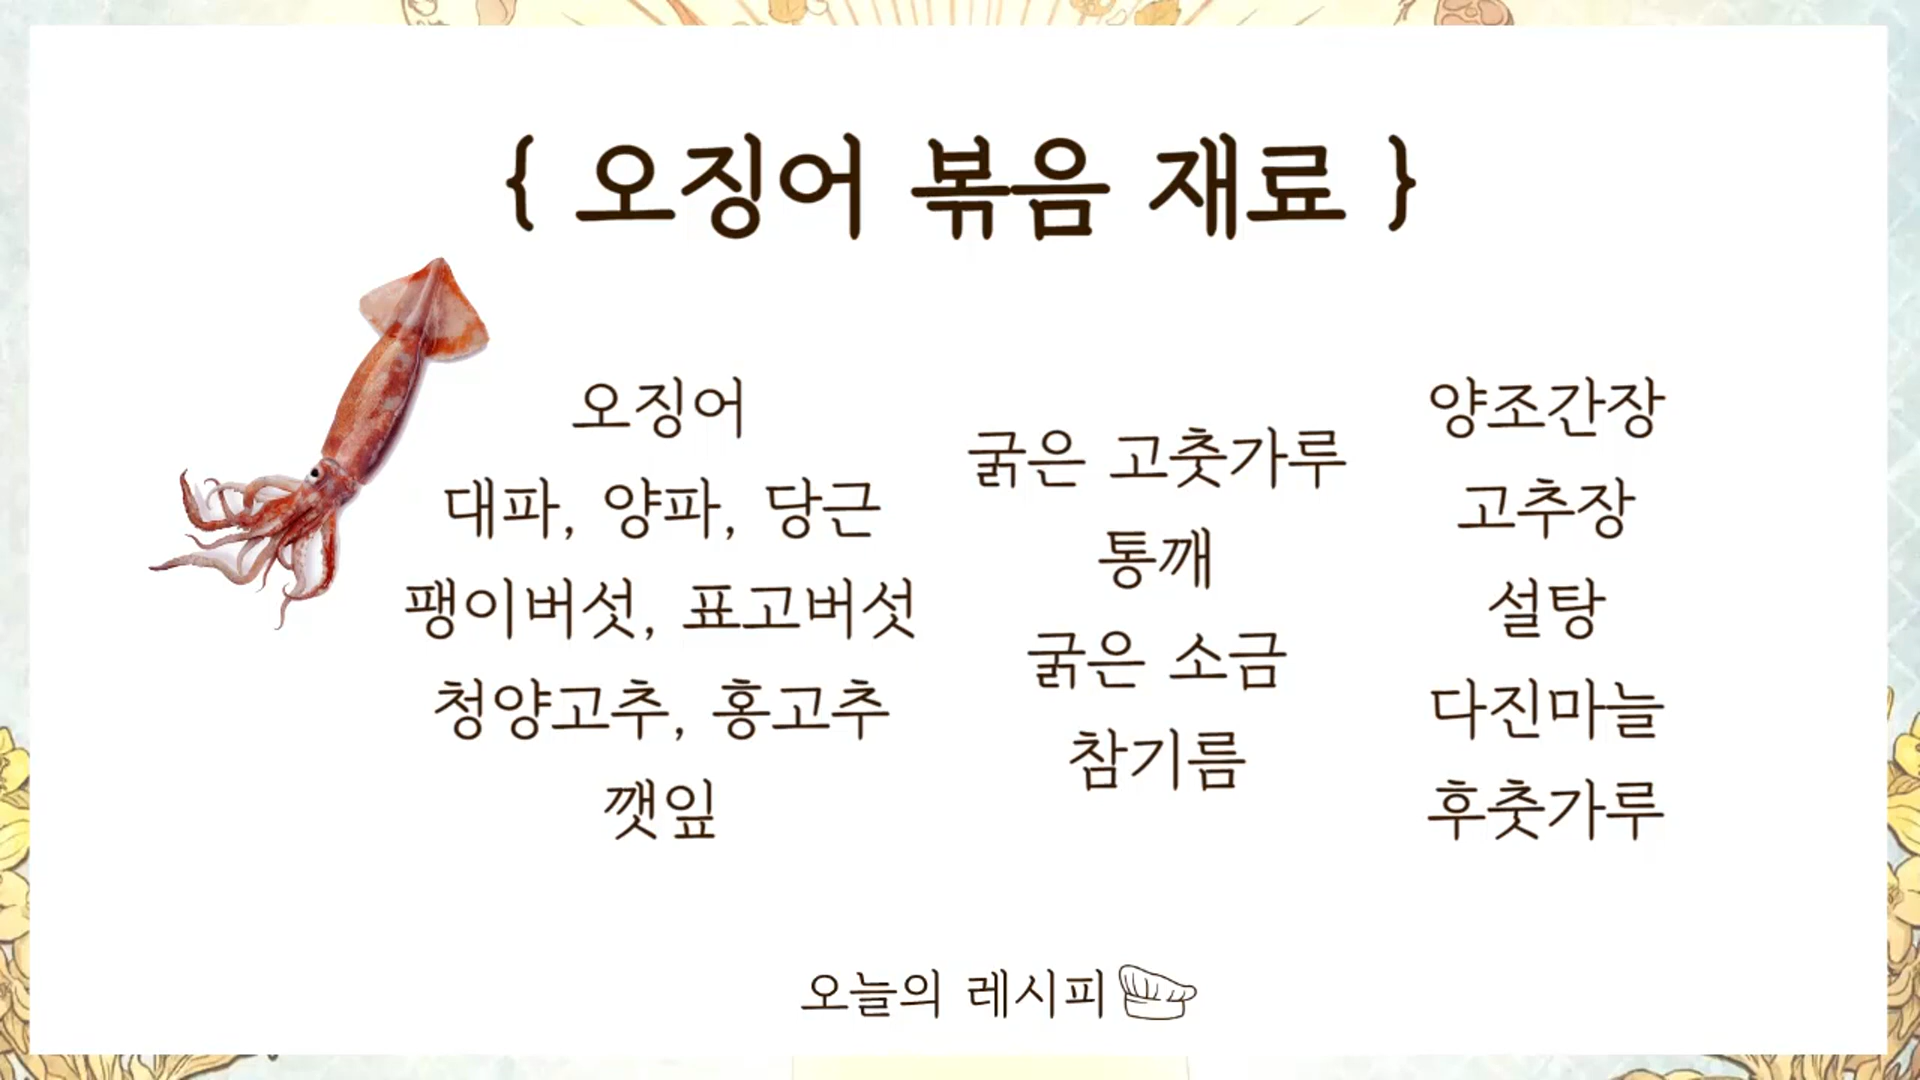 { 오징어 볶음 재료 }
오징어
대파, 양파, 당근
팽이버섯, 표고버섯
청양고추, 홍고추
깻잎
굵은 고춧가루
통깨
굵은 소금
참기름
양조간장
고추장
설탕
다진마늘
후춧가루
오늘의 레시피